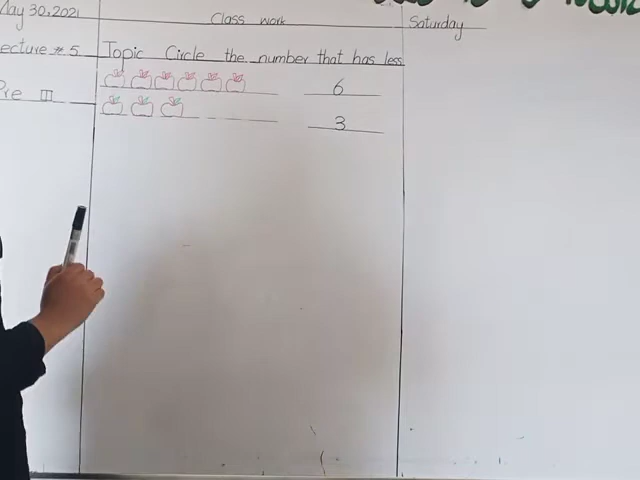 May 30, 2021 Class work Saturday
Lecture # 5 Topic Circle the number that has less
Pre III 6
3